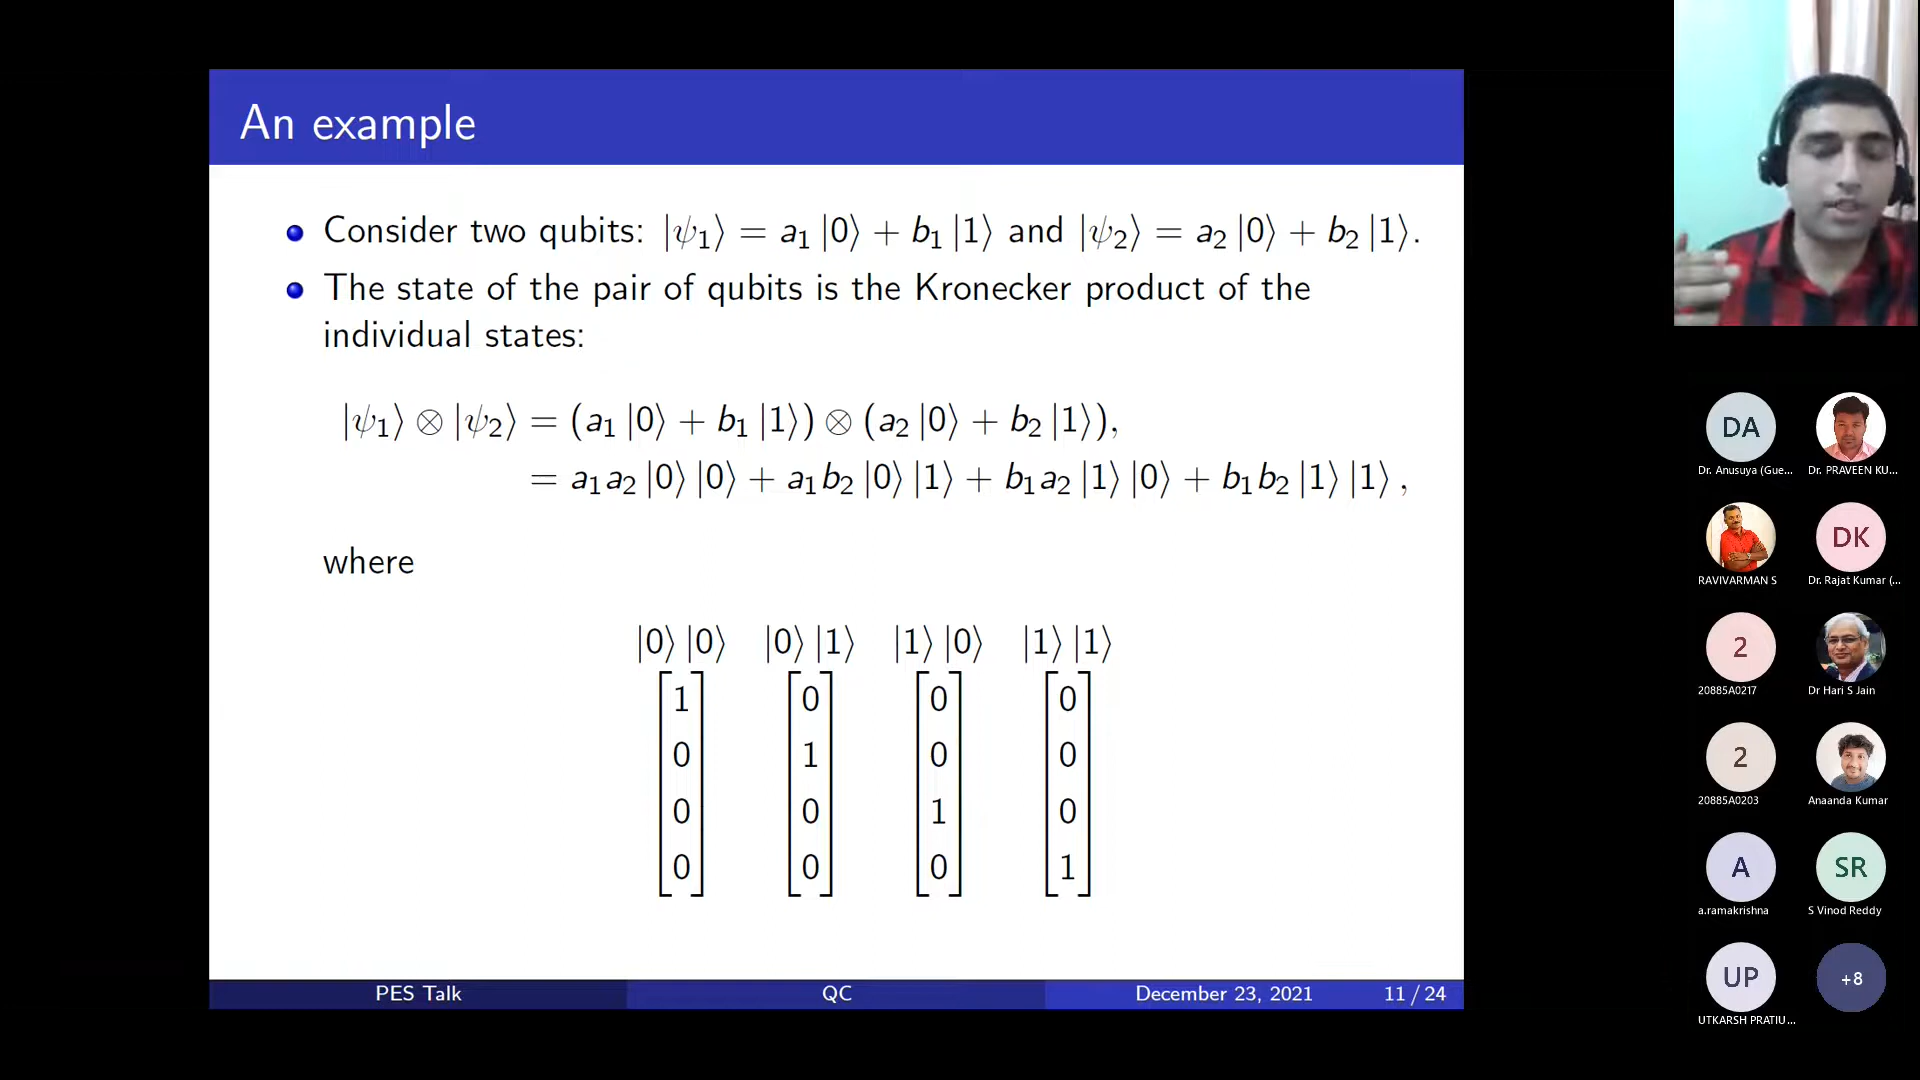 An example
Consider two qubits: |ψ₁⟩ = a₁ |0⟩ + b₁ |1⟩ and |ψ₂⟩ = a₂ |0⟩ + b₂ |1⟩.
The state of the pair of qubits is the Kronecker product of the
individual states:
|ψ₁⟩ ⊗ |ψ₂⟩ = (a₁ |0⟩ + b₁ |1⟩) ⊗ (a₂ |0⟩ + b₂ |1⟩),
= a₁a₂ |0⟩ |0⟩ + a₁b₂ |0⟩ |1⟩ + b₁a₂ |1⟩ |0⟩ + b₁b₂ |1⟩ |1⟩ ,
where
|0⟩ |0⟩ |0⟩ |1⟩ |1⟩ |0⟩ |1⟩ |1⟩
1 0 0 0
0 1 0 0
0 0 1 0
0 0 0 1
PES Talk QC December 23, 2021 11 / 24
DA
Dr. Anusuya (Gue... Dr. PRAVEEN KU...
DK
RAVIVARMAN S Dr. Rajat Kumar (...
2
20885A0217 Dr Hari S Jain
2
20885A0203 Anaanda Kumar
A SR
a.ramakrishna S Vinod Reddy
UP +8
UTKARSH PRATIU...